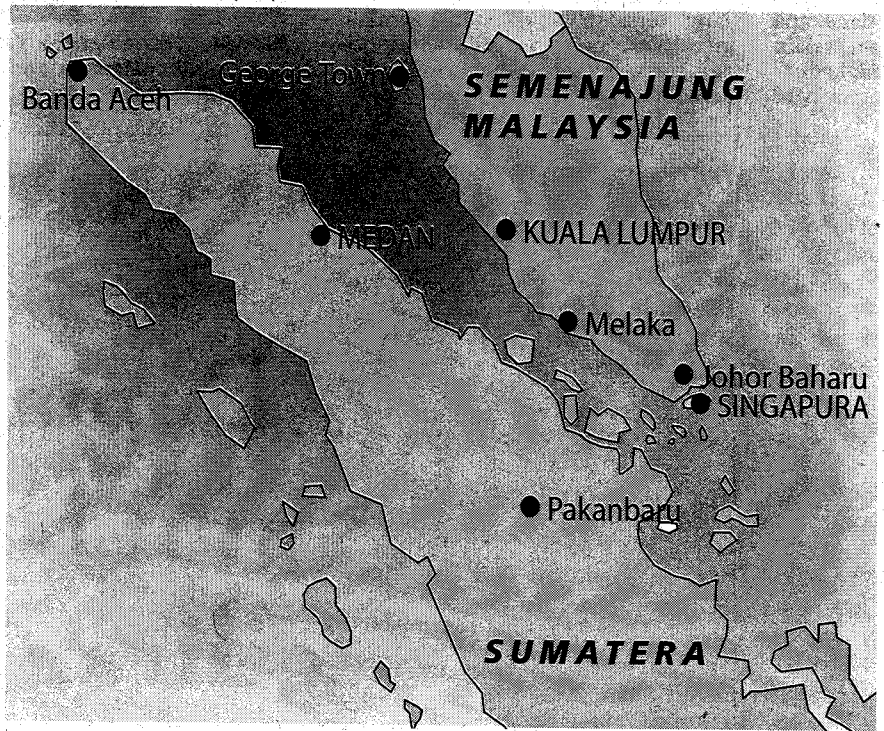 George Town
Banda Aceh
SEMENAJUNG
MALAYSIA
MEDAN
KUALA LUMPUR
Melaka
Johor Baharu
SINGAPURA
Pakanbaru
SUMATERA